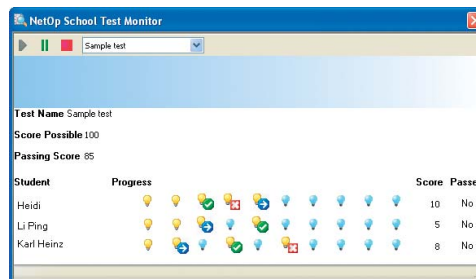 NetOp School Test Monitor
Sample test
Test Name Sample test
Score Possible 100
Passing Score 85
Student Progress Score Passe
Heidi 10 No
Li Ping 5 No
Karl Heinz 8 No